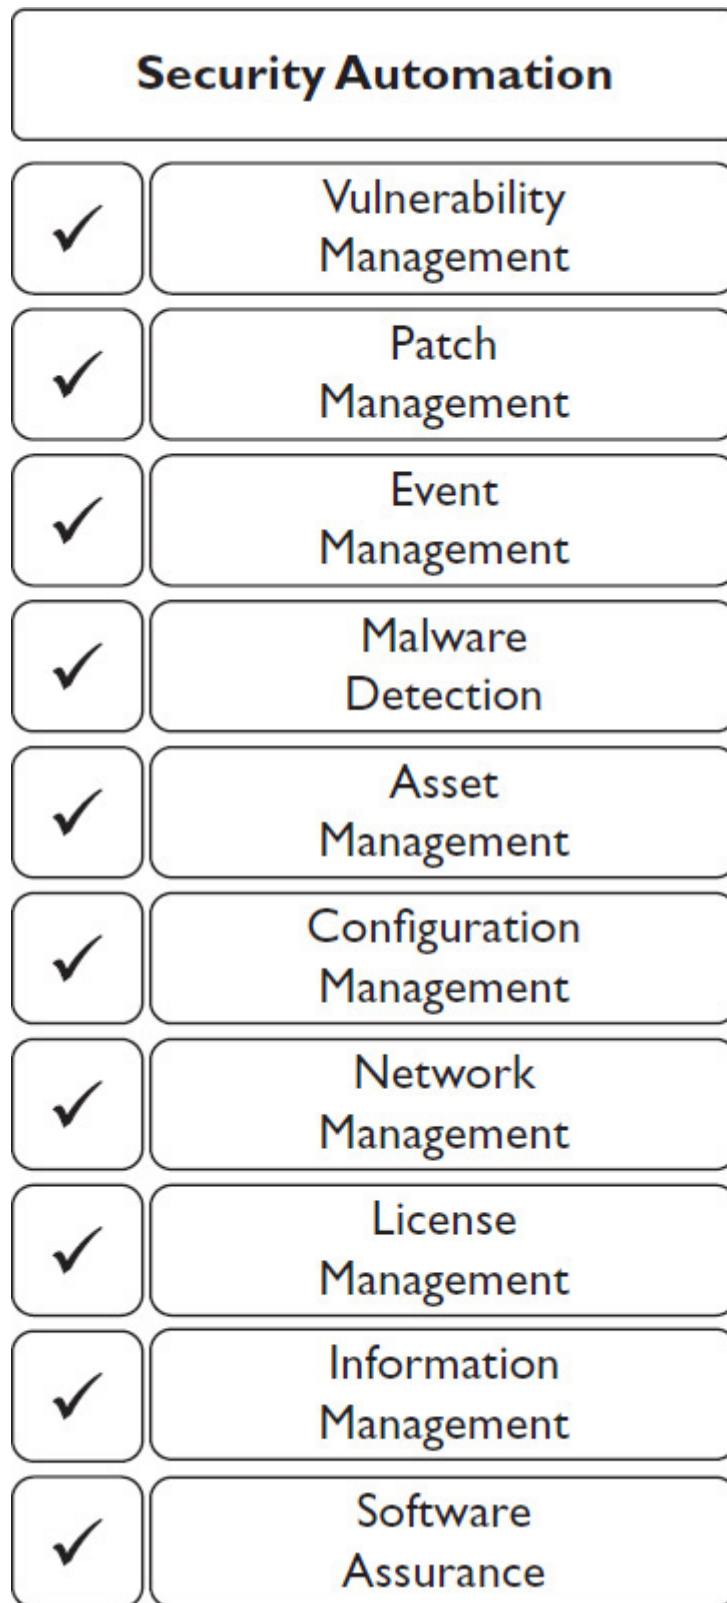 Security Automation
✓
Vulnerability
Management
✓
Patch
Management
✓
Event
Management
✓
Malware
Detection
✓
Asset
Management
✓
Configuration
Management
✓
Network
Management
✓
License
Management
✓
Information
Management
✓
Software
Assurance